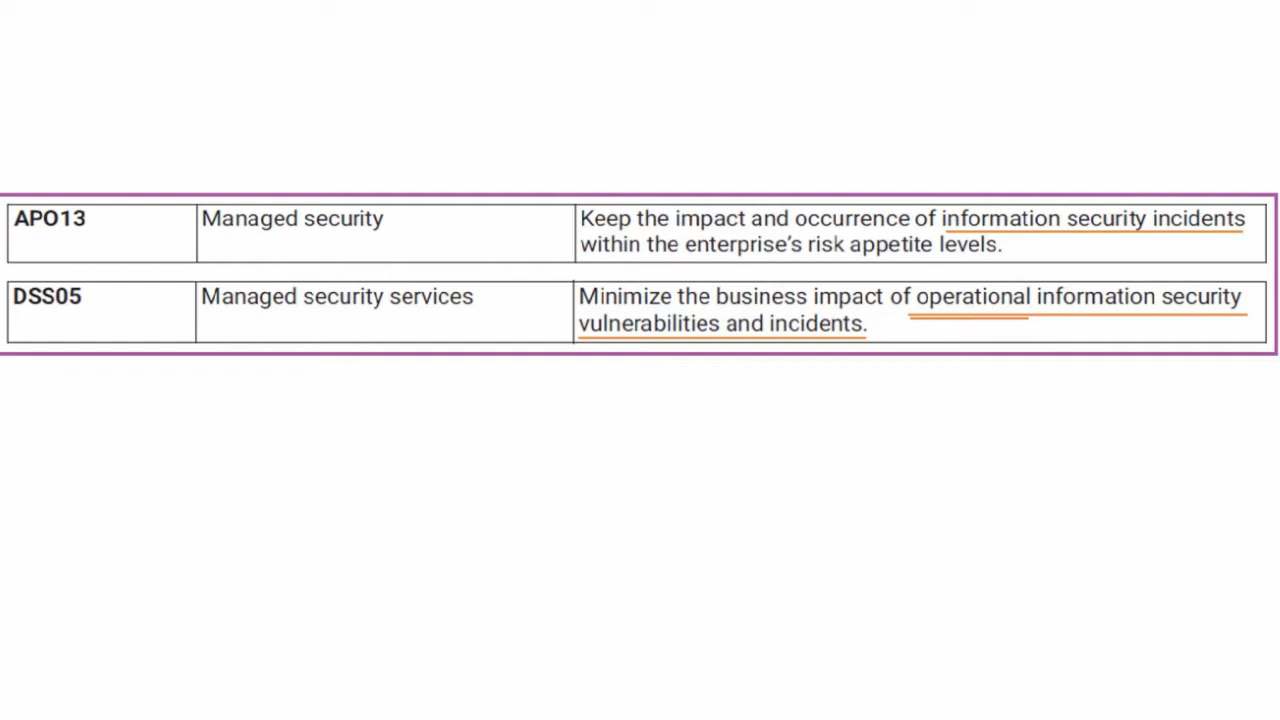 APO13 Managed security Keep the impact and occurrence of information security incidents
within the enterprise's risk appetite levels.
DSS05 Managed security services Minimize the business impact of operational information security
vulnerabilities and incidents.